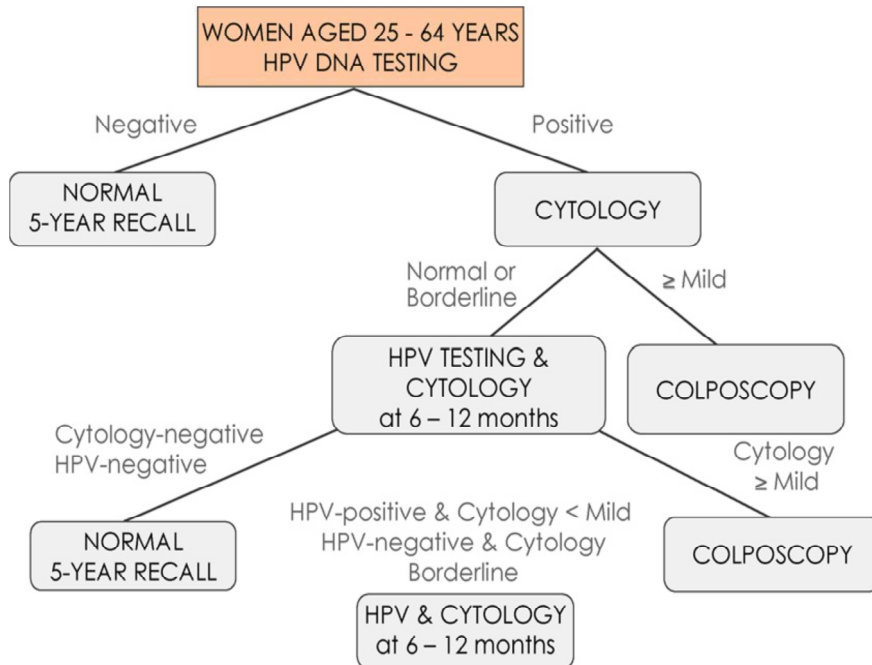 WOMEN AGED 25 - 64 YEARS
HPV DNA TESTING
Negative
Positive
NORMAL
5-YEAR RECALL
CYTOLOGY
Normal or
Borderline
≥ Mild
HPV TESTING &
CYTOLOGY
at 6 – 12 months
COLPOSCOPY
Cytology-negative
HPV-negative
Cytology
≥ Mild
HPV-positive & Cytology < Mild
HPV-negative & Cytology
Borderline
NORMAL
5-YEAR RECALL
COLPOSCOPY
HPV & CYTOLOGY
at 6 – 12 months